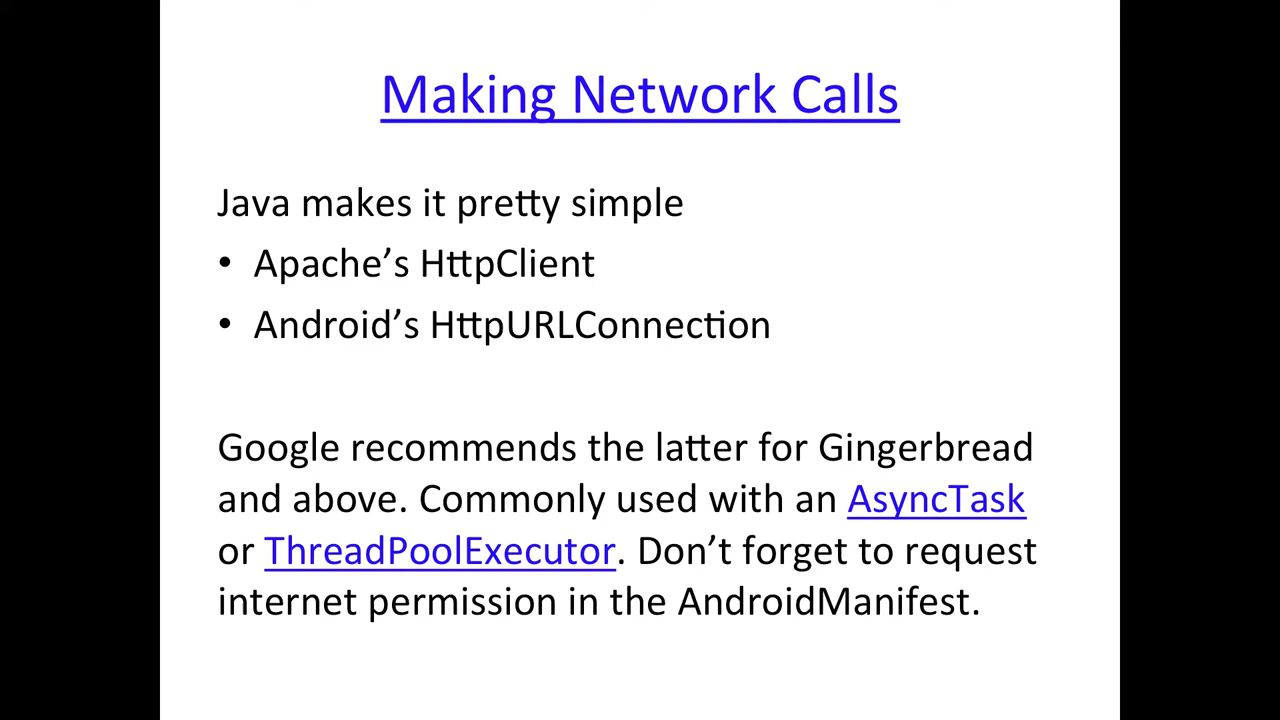 Making Network Calls
Java makes it pretty simple
• Apache’s HttpClient
• Android’s HttpURLConnection
Google recommends the latter for Gingerbread
and above. Commonly used with an AsyncTask
or ThreadPoolExecutor. Don’t forget to request
internet permission in the AndroidManifest.